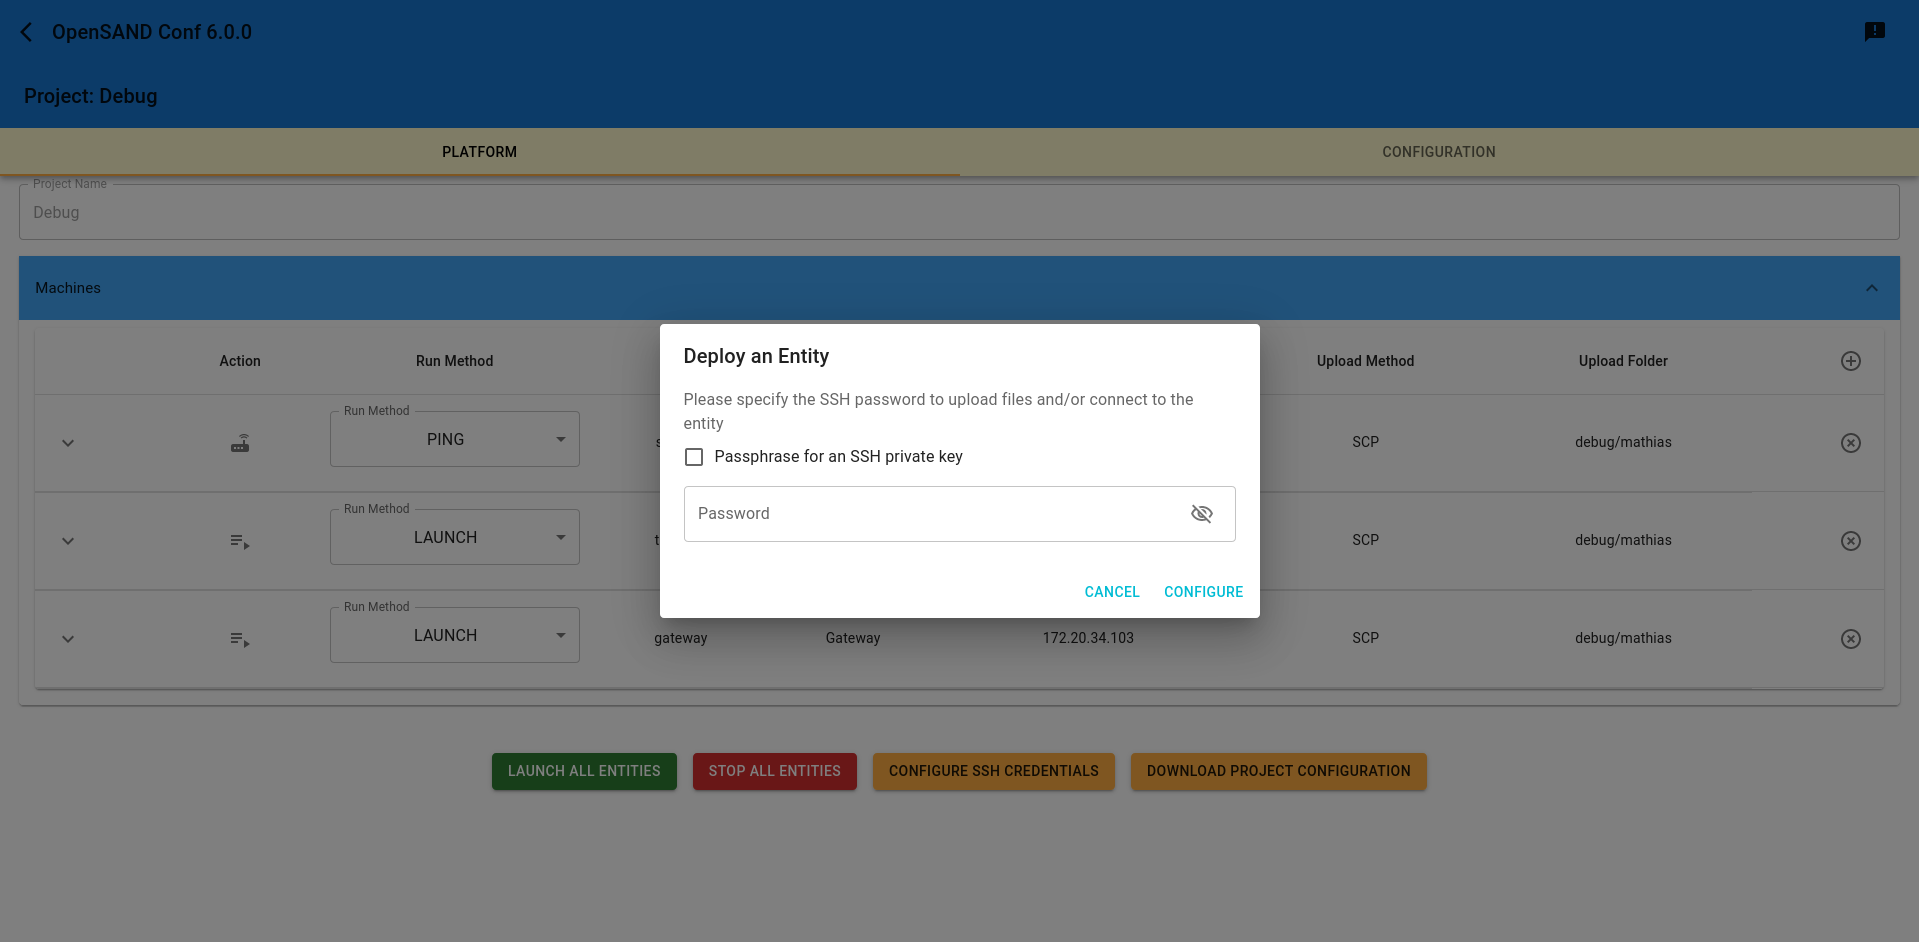 OpenSAND Conf 6.0.0
Project: Debug
PLATFORM
CONFIGURATION
Project Name
Debug
Machines
Action
Run Method
Upload Method
Upload Folder
Run Method
PING
SCP
debug/mathias
Run Method
LAUNCH
SCP
debug/mathias
Run Method
LAUNCH
gateway
Gateway
172.20.34.103
SCP
debug/mathias
Deploy an Entity
Please specify the SSH password to upload files and/or connect to the
entity
Passphrase for an SSH private key
Password
CANCEL
CONFIGURE
LAUNCH ALL ENTITIES
STOP ALL ENTITIES
CONFIGURE SSH CREDENTIALS
DOWNLOAD PROJECT CONFIGURATION